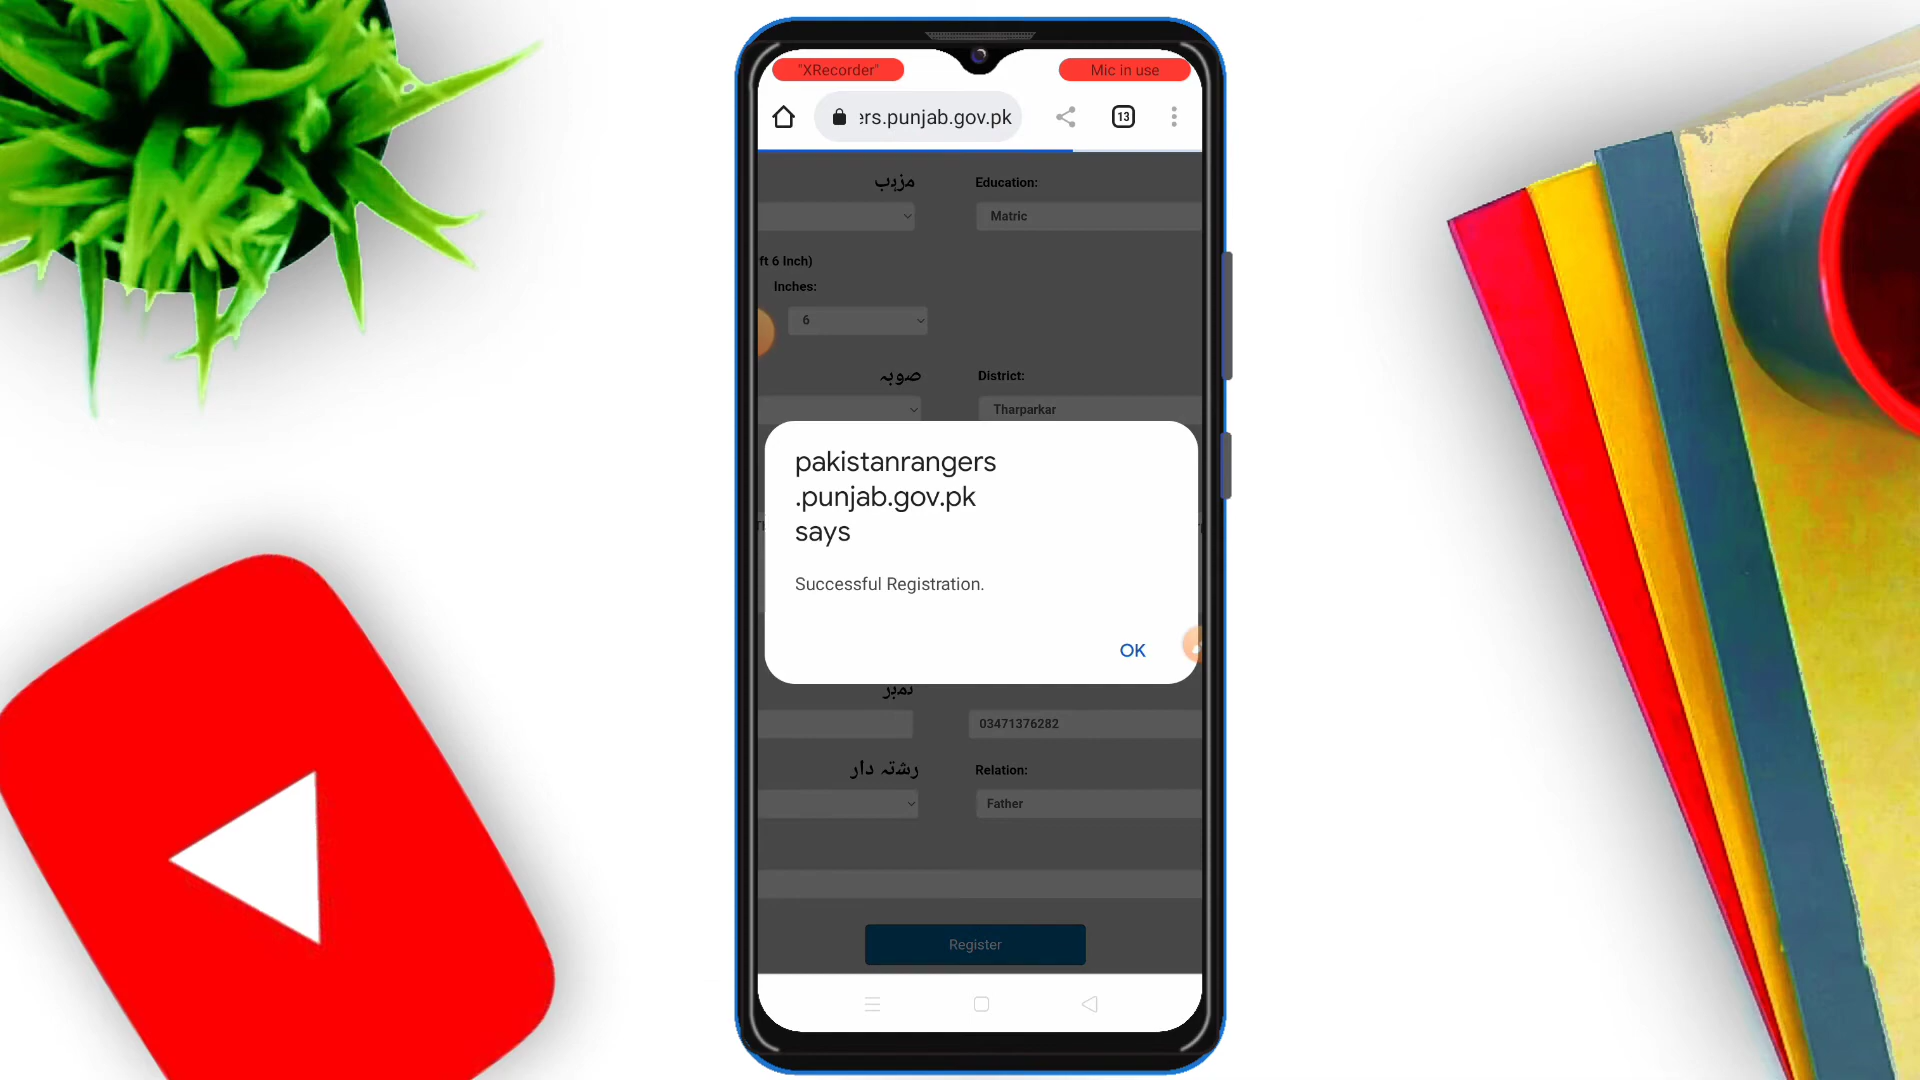 "XRecorder"
Mic in use
ers.punjab.gov.pk
13
مزہب
Education:
Matric
ft 6 Inch)
Inches:
6
صوبہ
District:
Tharparkar
pakistanrangers
.punjab.gov.pk
says
Successful Registration.
OK
نمبر
03471376282
رشتہ دار
Relation:
Father
Register